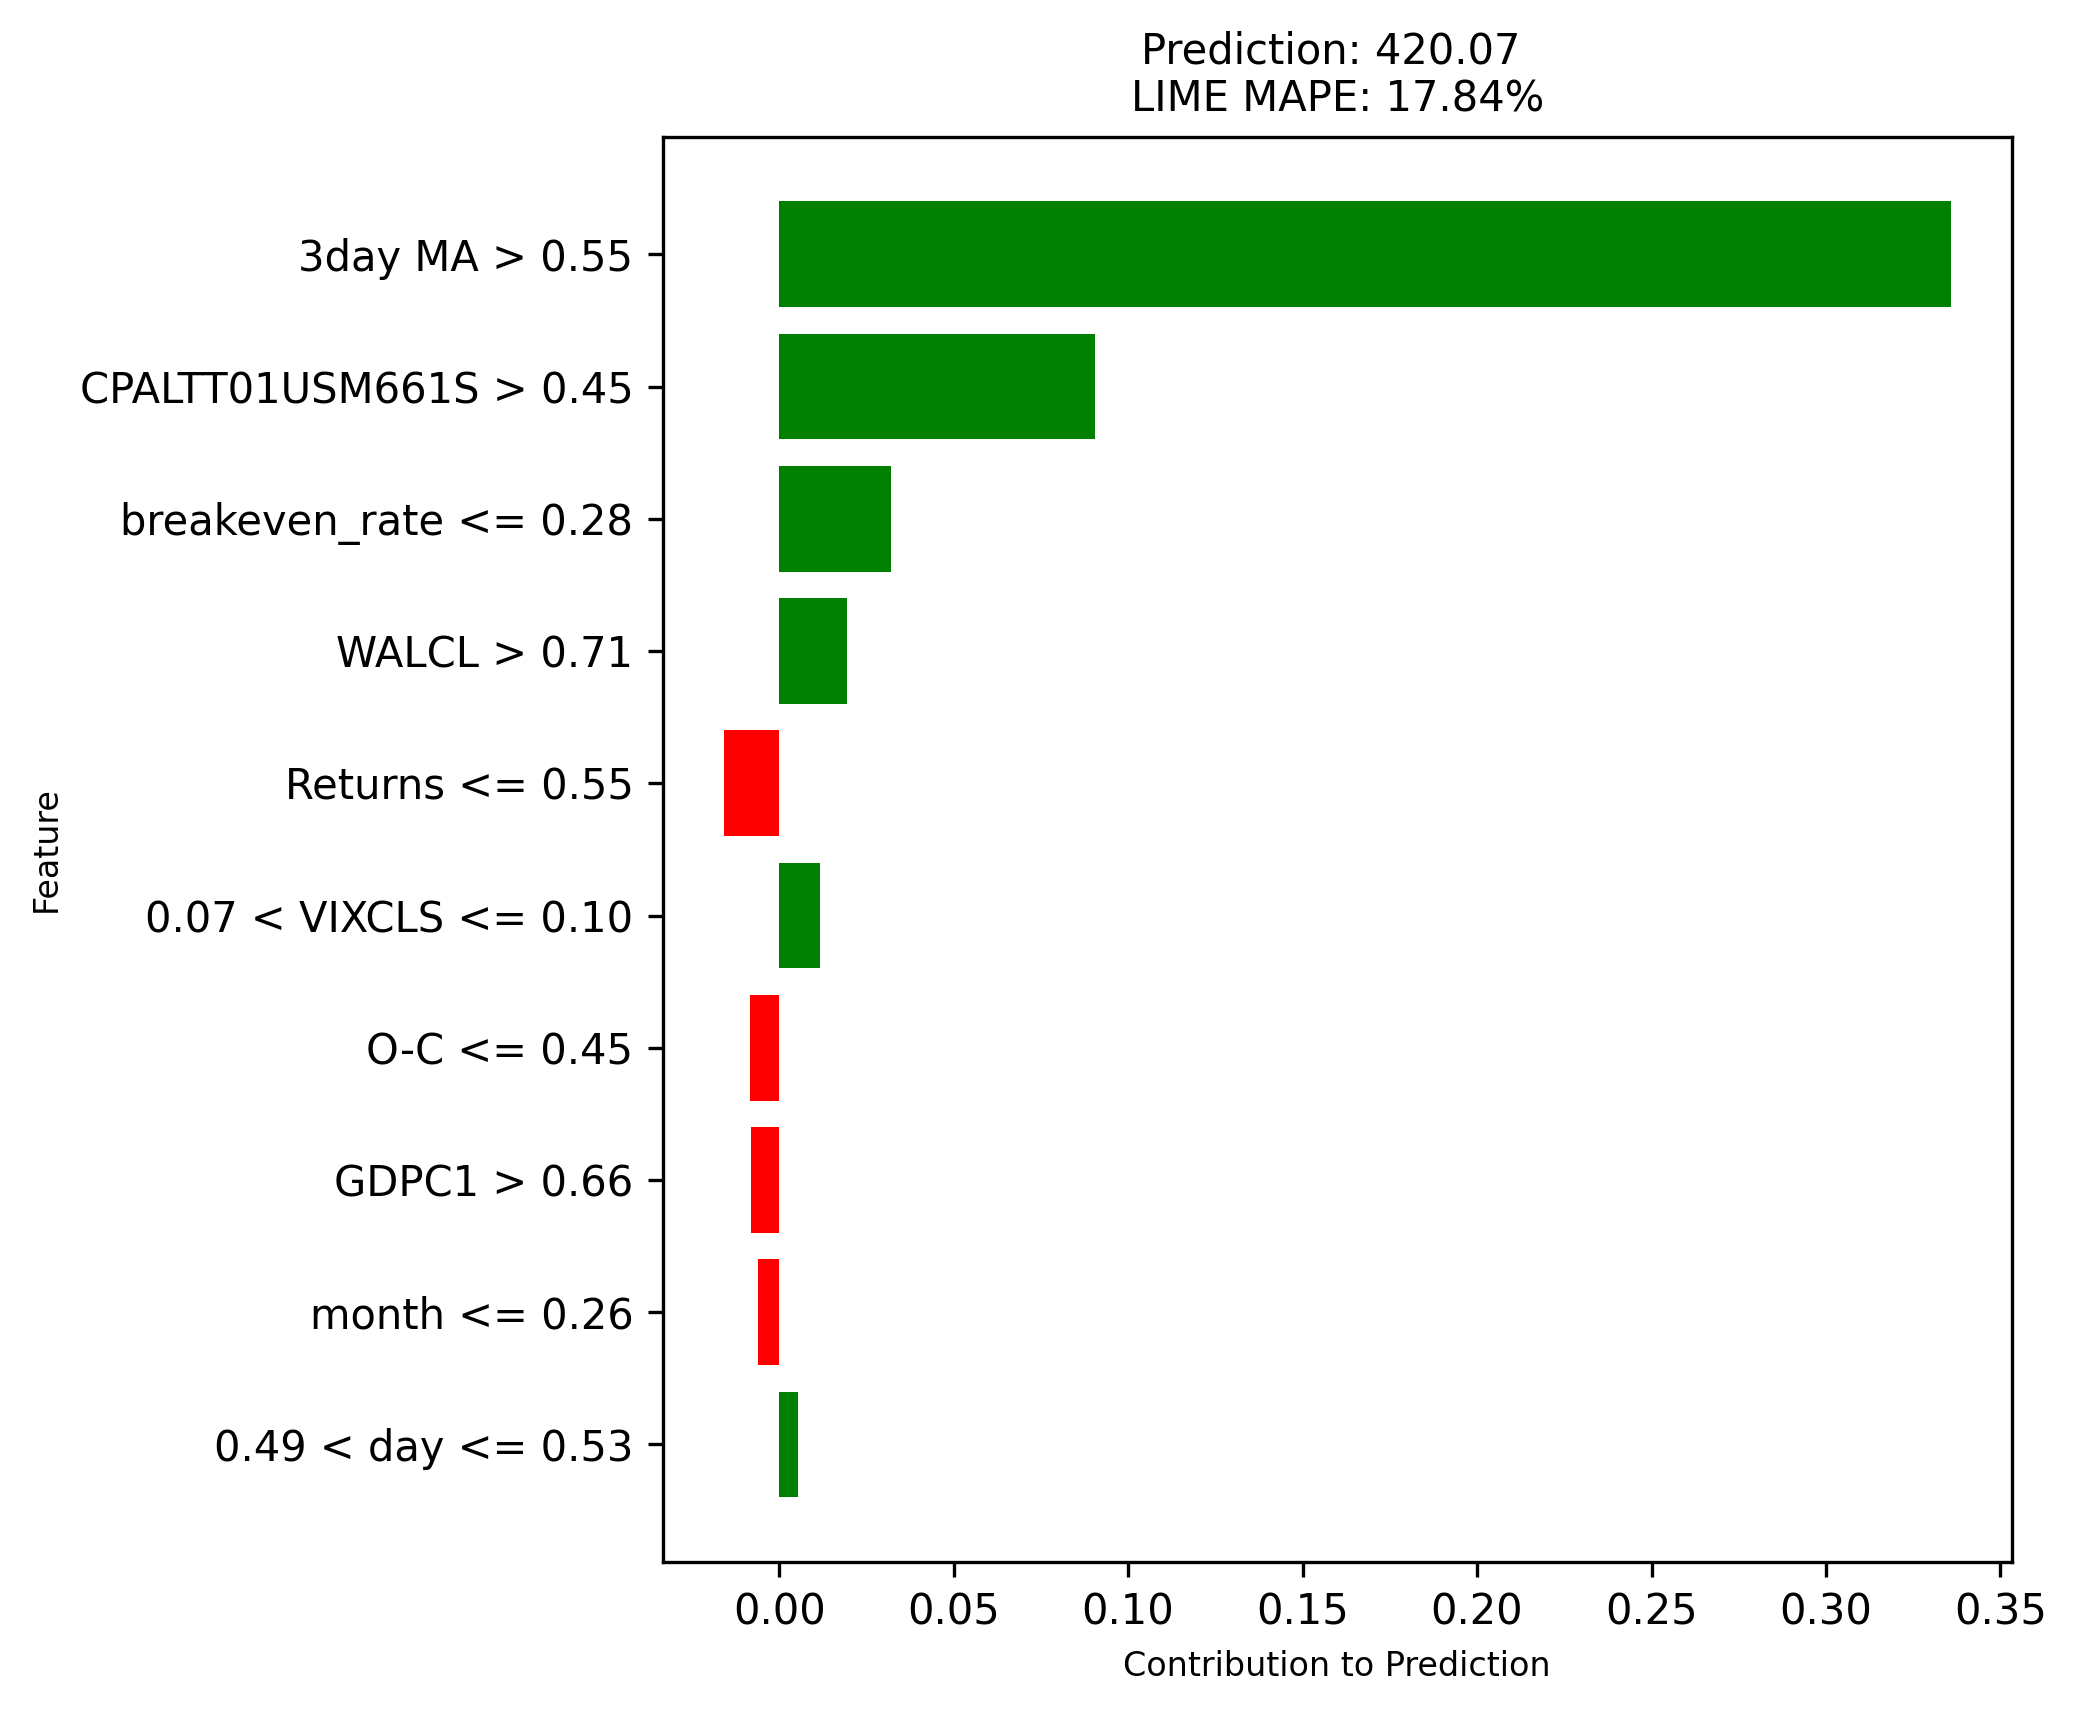 Prediction: 420.07
LIME MAPE: 17.84%
3day MA > 0.55
CPALTT01USM661S > 0.45
breakeven_rate <= 0.28
WALCL > 0.71
Returns <= 0.55
0.07 < VIXCLS <= 0.10
O-C <= 0.45
GDPC1 > 0.66
month <= 0.26
0.49 < day <= 0.53
Feature
0.00 0.05 0.10 0.15 0.20 0.25 0.30 0.35
Contribution to Prediction